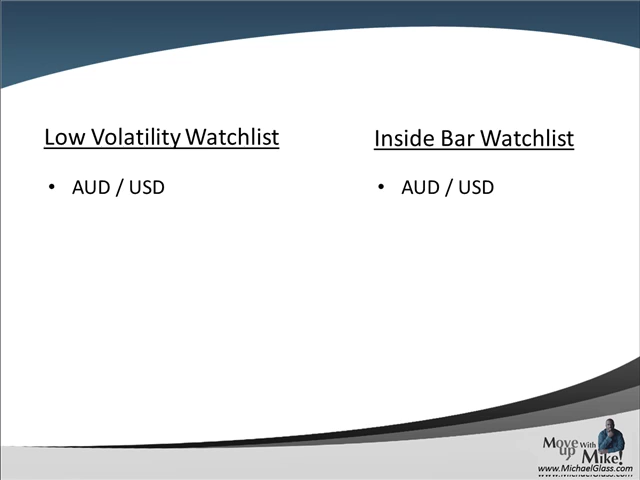 Low Volatility Watchlist
• AUD / USD
Inside Bar Watchlist
• AUD / USD
Move up With Mike!
www.MichaelGlass.com